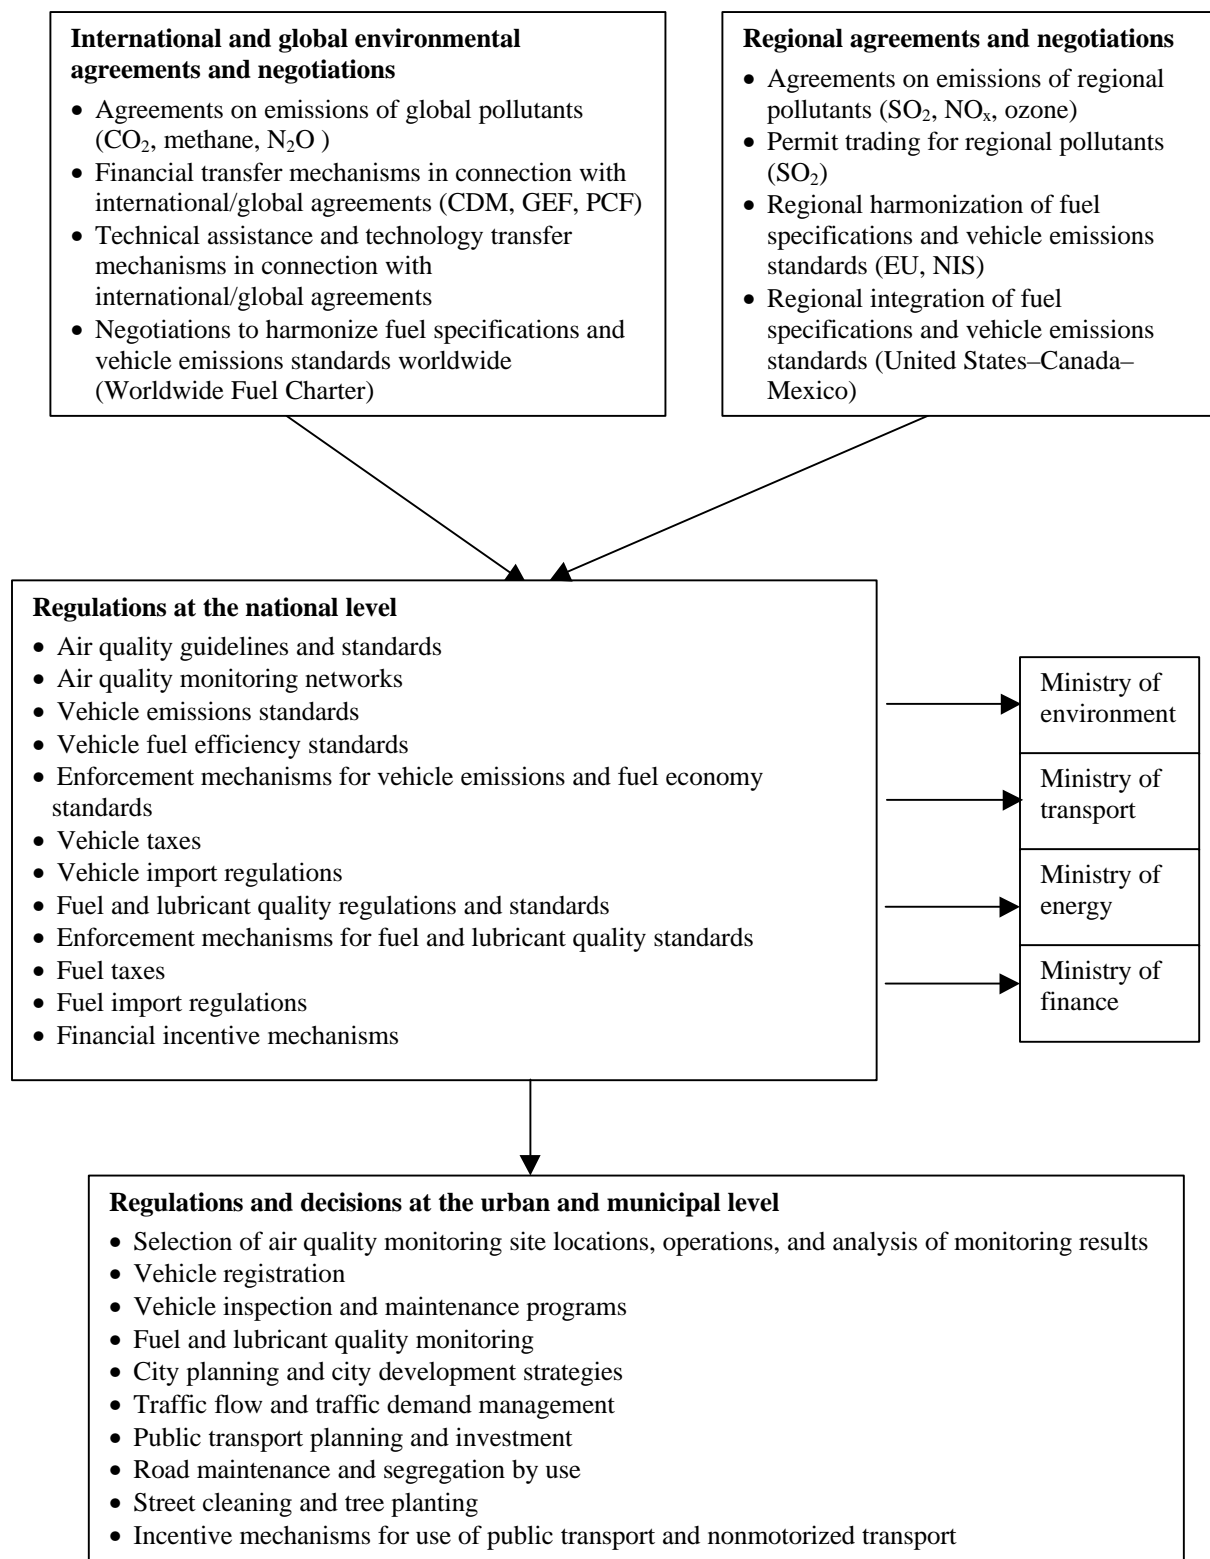 International and global environmental
agreements and negotiations
• Agreements on emissions of global pollutants
(CO₂, methane, N₂O )
• Financial transfer mechanisms in connection with
international/global agreements (CDM, GEF, PCF)
• Technical assistance and technology transfer
mechanisms in connection with
international/global agreements
• Negotiations to harmonize fuel specifications and
vehicle emissions standards worldwide
(Worldwide Fuel Charter)
Regional agreements and negotiations
• Agreements on emissions of regional
pollutants (SO₂, NOₓ, ozone)
• Permit trading for regional pollutants
(SO₂)
• Regional harmonization of fuel
specifications and vehicle emissions
standards (EU, NIS)
• Regional integration of fuel
specifications and vehicle emissions
standards (United States–Canada–
Mexico)
Regulations at the national level
• Air quality guidelines and standards
• Air quality monitoring networks
• Vehicle emissions standards
• Vehicle fuel efficiency standards
• Enforcement mechanisms for vehicle emissions and fuel economy
standards
• Vehicle taxes
• Vehicle import regulations
• Fuel and lubricant quality regulations and standards
• Enforcement mechanisms for fuel and lubricant quality standards
• Fuel taxes
• Fuel import regulations
• Financial incentive mechanisms
Ministry of
environment
Ministry of
transport
Ministry of
energy
Ministry of
finance
Regulations and decisions at the urban and municipal level
• Selection of air quality monitoring site locations, operations, and analysis of monitoring results
• Vehicle registration
• Vehicle inspection and maintenance programs
• Fuel and lubricant quality monitoring
• City planning and city development strategies
• Traffic flow and traffic demand management
• Public transport planning and investment
• Road maintenance and segregation by use
• Street cleaning and tree planting
• Incentive mechanisms for use of public transport and nonmotorized transport